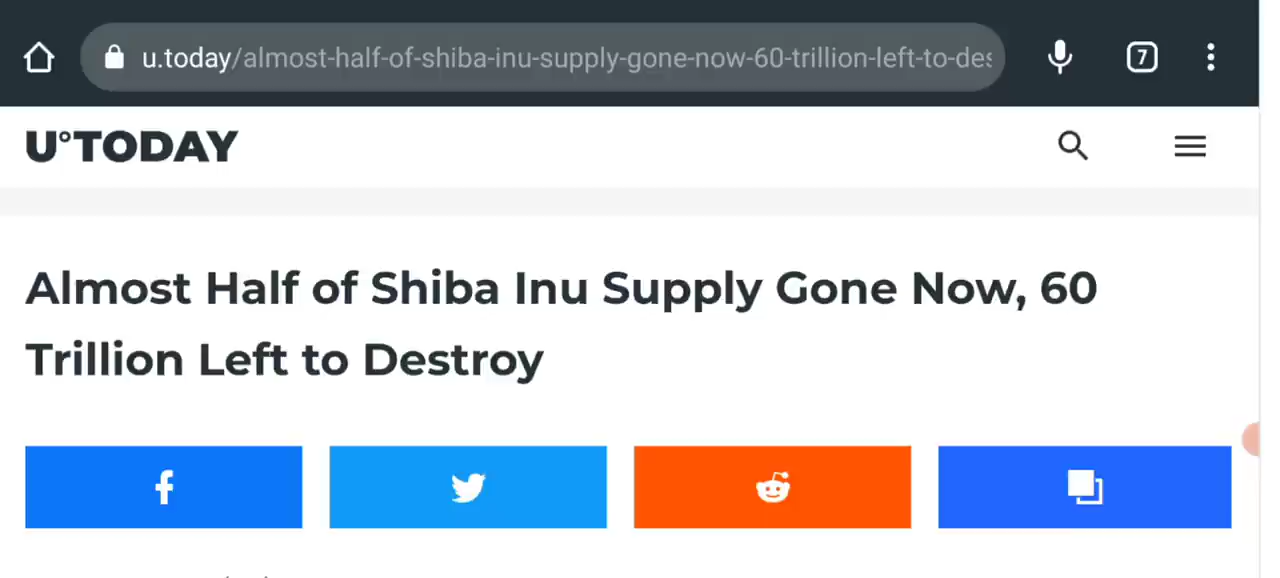 u.today/almost-half-of-shiba-inu-supply-gone-now-60-trillion-left-to-des
7
U°TODAY
Almost Half of Shiba Inu Supply Gone Now, 60
Trillion Left to Destroy